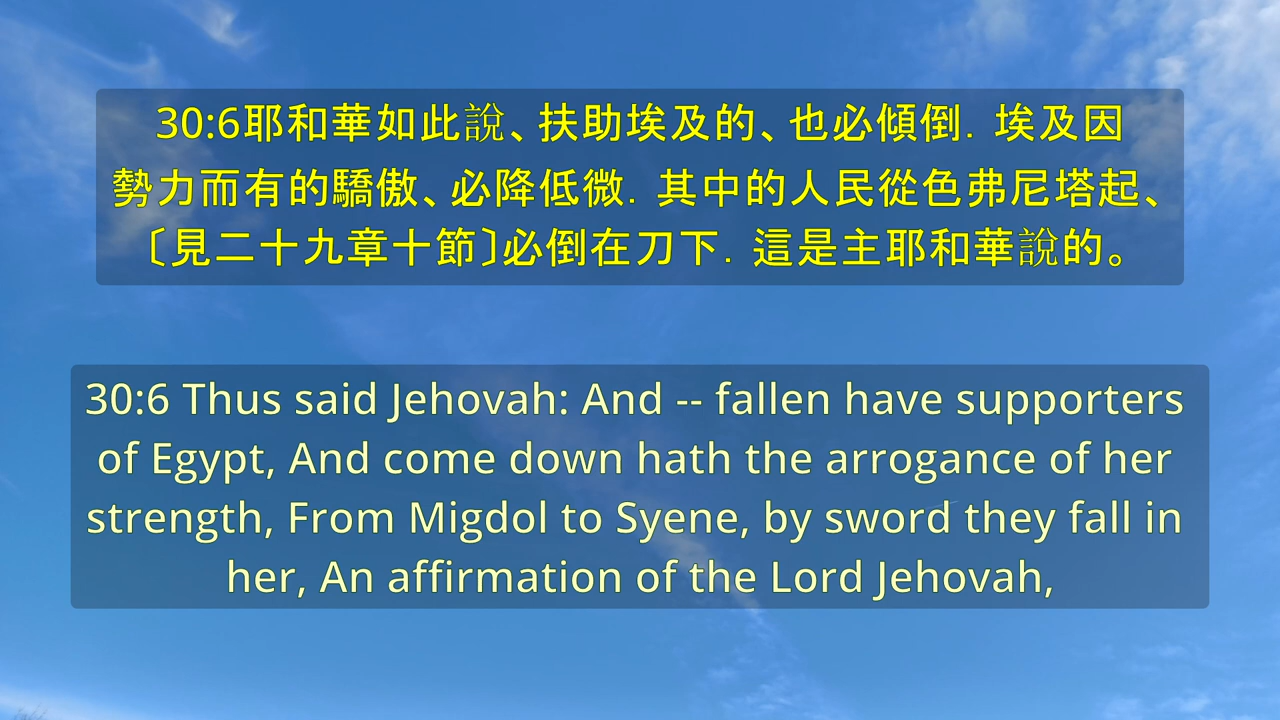 30:6耶和華如此說、扶助埃及的、也必傾倒．埃及因
勢力而有的驕傲、必降低微．其中的人民從色弗尼塔起、
〔見二十九章十節〕必倒在刀下．這是主耶和華說的。
30:6 Thus said Jehovah: And -- fallen have supporters
of Egypt, And come down hath the arrogance of her
strength, From Migdol to Syene, by sword they fall in
her, An affirmation of the Lord Jehovah,